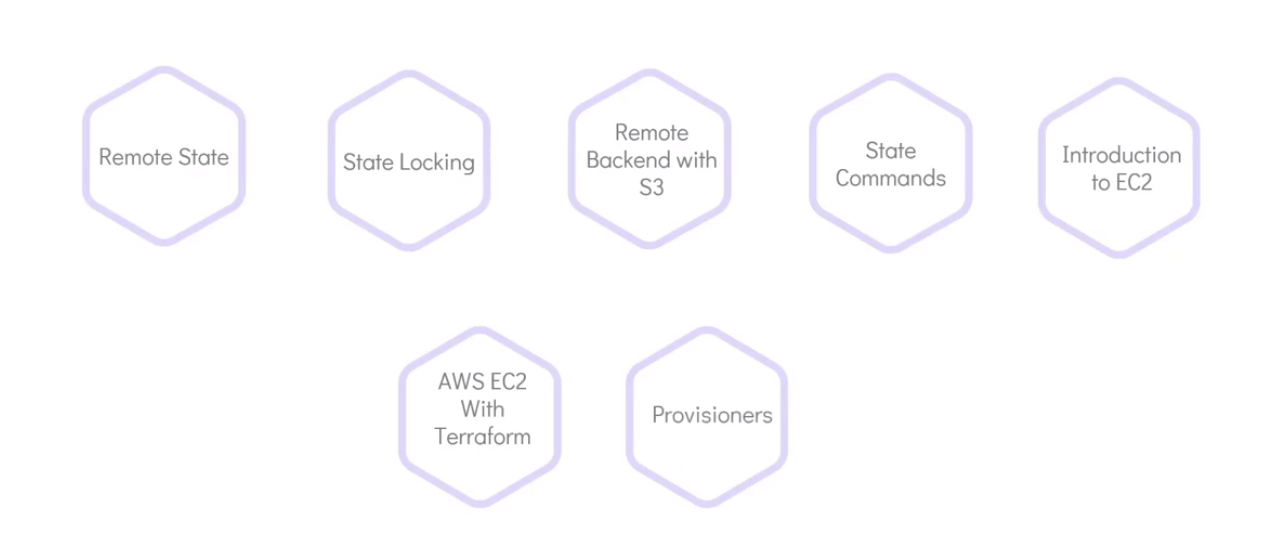 Remote State
State Locking
Remote
Backend with
S3
State
Commands
Introduction
to EC2
AWS EC2
With
Terraform
Provisioners